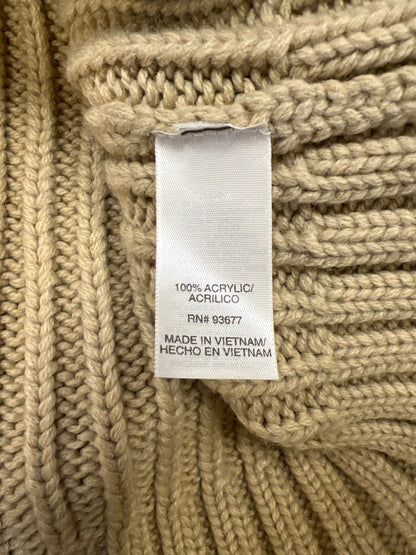 100% ACRYLIC/
ACRILICO
RN# 93677
MADE IN VIETNAM/
HECHO EN VIETNAM